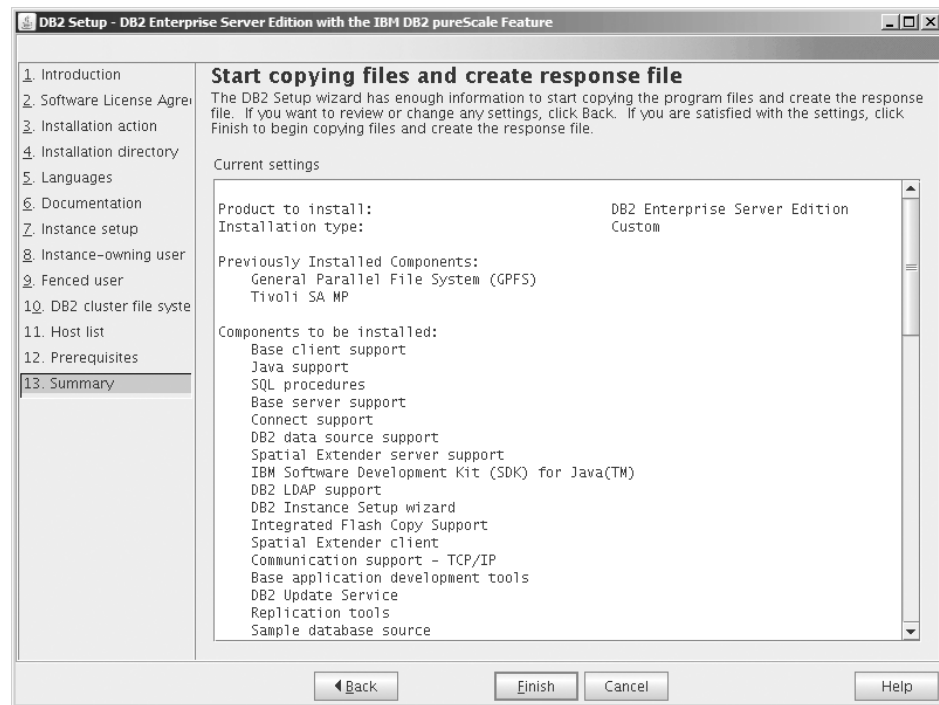 DB2 Setup - DB2 Enterprise Server Edition with the IBM DB2 pureScale Feature
1. Introduction
2. Software License Agre
3. Installation action
4. Installation directory
5. Languages
6. Documentation
7. Instance setup
8. Instance-owning user
9. Fenced user
10. DB2 cluster file syste
11. Host list
12. Prerequisites
13. Summary
Start copying files and create response file
The DB2 Setup wizard has enough information to start copying the program files and create the response
file. If you want to review or change any settings, click Back. If you are satisfied with the settings, click
Finish to begin copying files and create the response file.
Current settings
Product to install: DB2 Enterprise Server Edition
Installation type: Custom
Previously Installed Components:
General Parallel File System (GPFS)
Tivoli SA MP
Components to be installed:
Base client support
Java support
SQL procedures
Base server support
Connect support
DB2 data source support
Spatial Extender server support
IBM Software Development Kit (SDK) for Java(TM)
DB2 LDAP support
DB2 Instance Setup wizard
Integrated Flash Copy Support
Spatial Extender client
Communication support - TCP/IP
Base application development tools
DB2 Update Service
Replication tools
Sample database source
Back
Finish
Cancel
Help